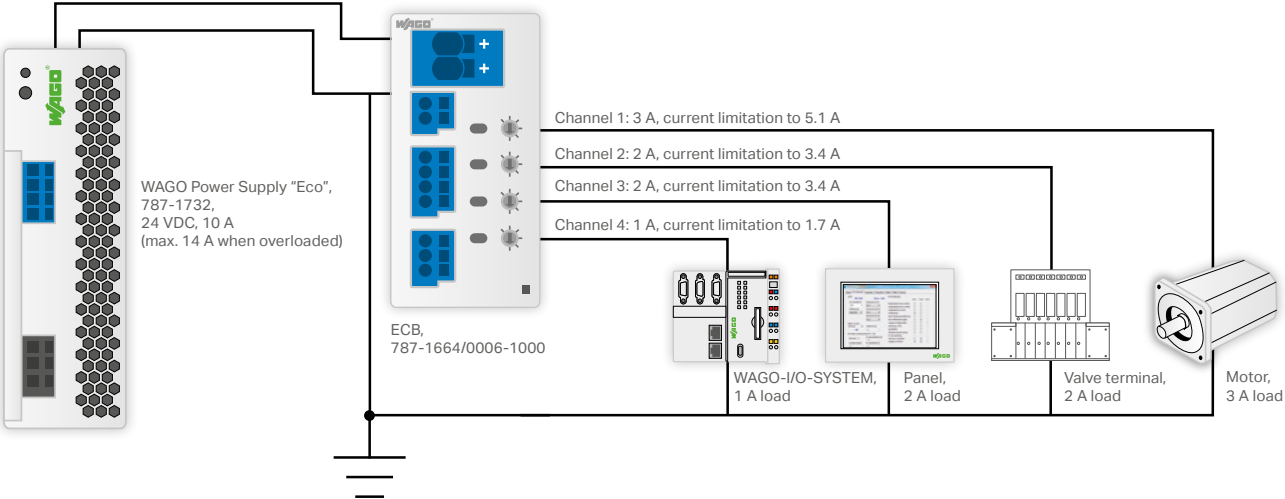 WAGO
+
+
WAGO
Channel 1: 3 A, current limitation to 5.1 A
Channel 2: 2 A, current limitation to 3.4 A
Channel 3: 2 A, current limitation to 3.4 A
Channel 4: 1 A, current limitation to 1.7 A
WAGO Power Supply “Eco”,
787-1732,
24 VDC, 10 A
(max. 14 A when overloaded)
ECB,
787-1664/0006-1000
WAGO
WAGO
WAGO-I/O-SYSTEM,
1 A load
Panel,
2 A load
Valve terminal,
2 A load
Motor,
3 A load